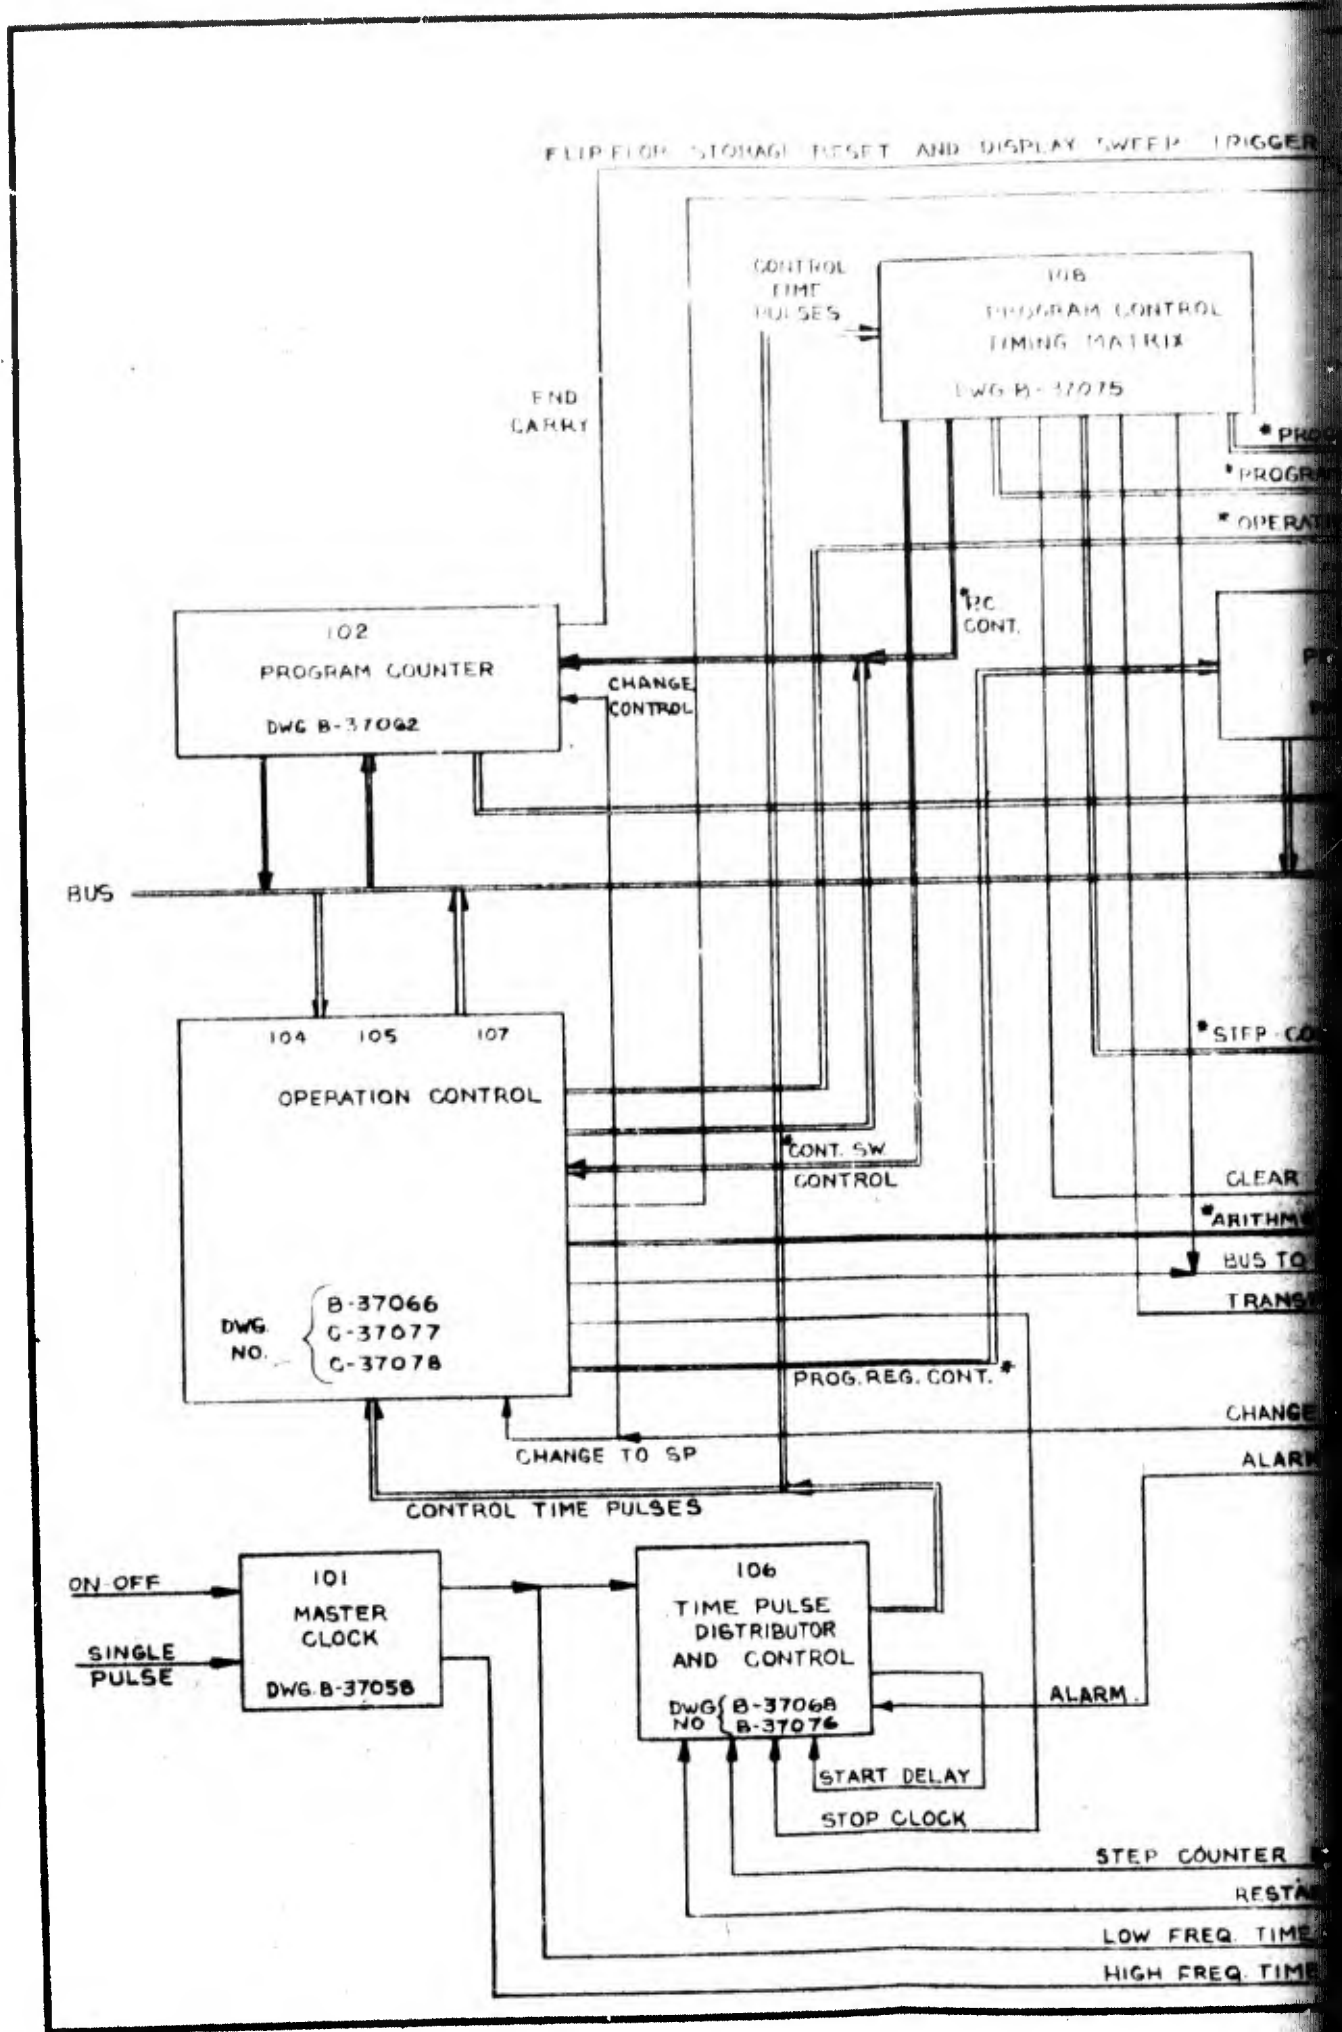 FLIP FLOP STORAGE RESET AND DISPLAY SWEEP TRIGGER
CONTROL
TIME
PULSES
108
PROGRAM CONTROL
TIMING MATRIX
DWG B-37075
END
CARRY
* PROG
* PROGRA
* OPERATI
*P.C.
CONT.
102
PROGRAM COUNTER
DWG B-37062
CHANGE
CONTROL
BUS
104 105 107
OPERATION CONTROL
* STEP CO
*CONT. SW.
CONTROL
CLEAR
*ARITHM
BUS TO
TRANS
DWG.
NO.
B-37066
C-37077
C-37078
PROG. REG. CONT. *
CHANGE
CHANGE TO SP
ALARM
CONTROL TIME PULSES
ON-OFF
SINGLE
PULSE
101
MASTER
CLOCK
DWG. B-37058
106
TIME PULSE
DISTRIBUTOR
AND CONTROL
DWG
NO
B-37068
B-37076
ALARM
START DELAY
STOP CLOCK
STEP COUNTER
RESTA
LOW FREQ. TIME
HIGH FREQ. TIME